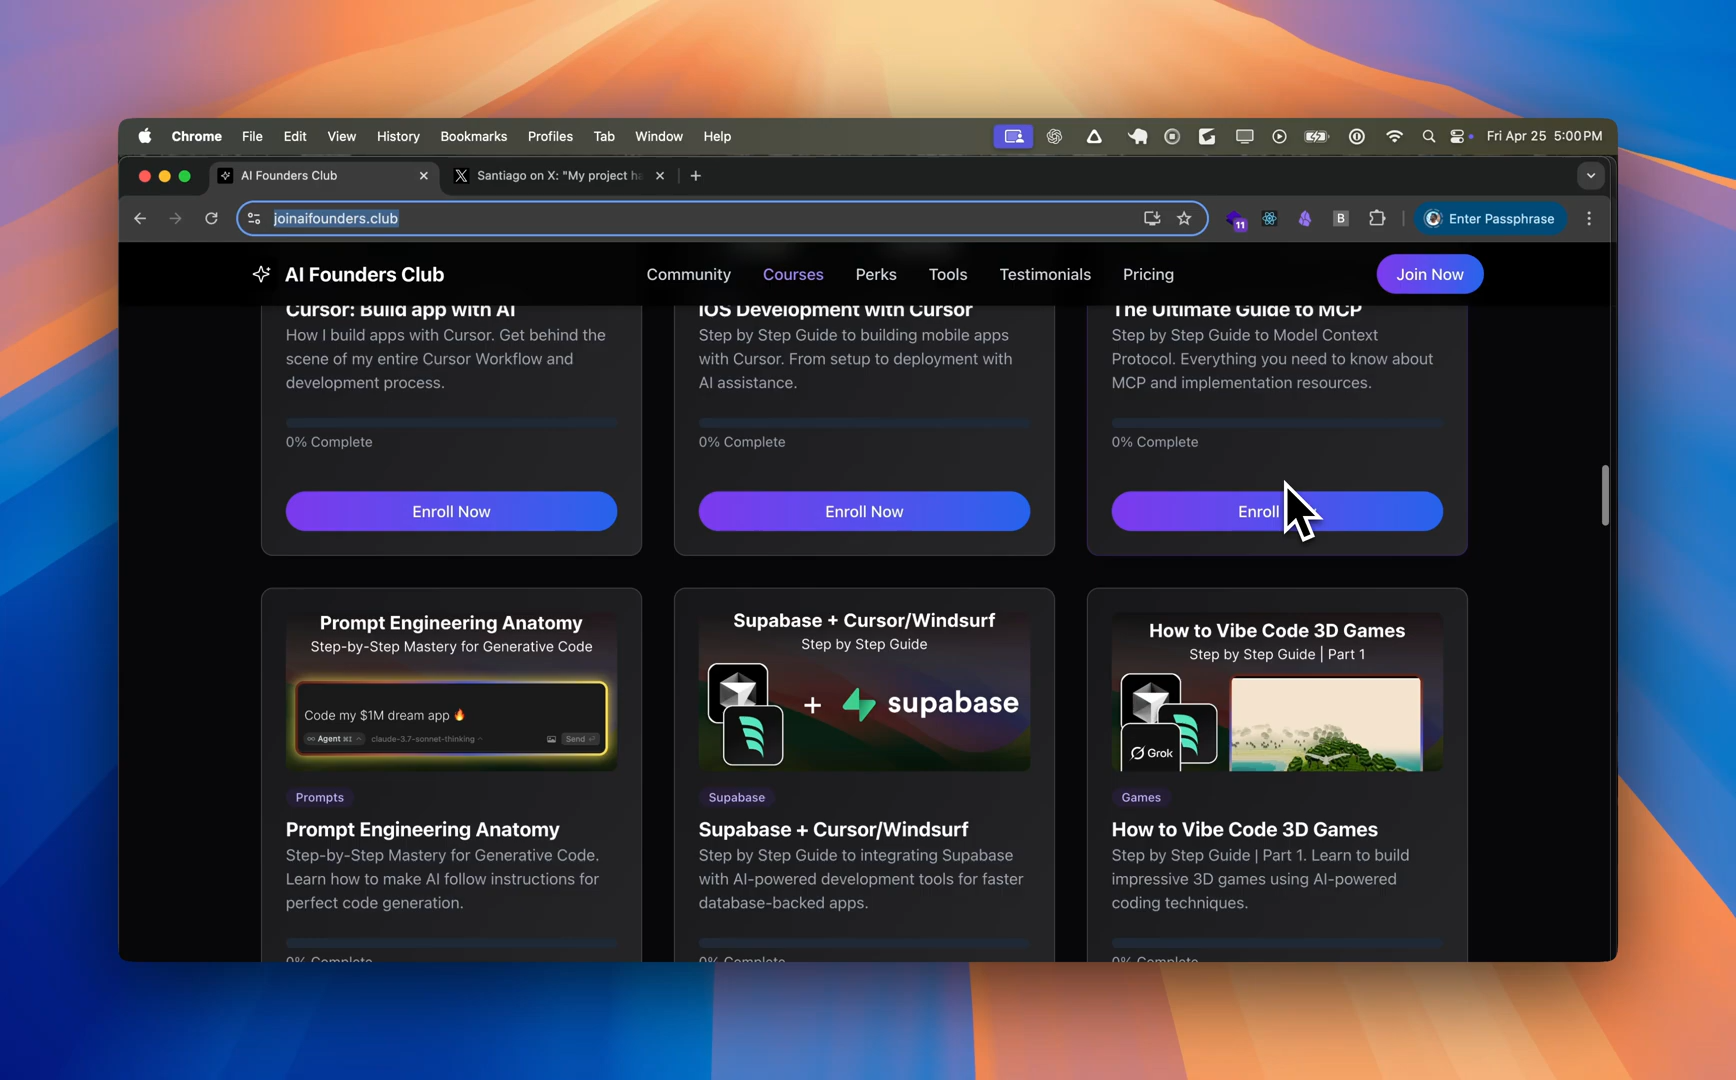 Chrome File Edit View History Bookmarks Profiles Tab Window Help
Fri Apr 25 5:00 PM
AI Founders Club
Santiago on X: "My project ha
joinaifounders.club
11
B
Enter Passphrase
AI Founders Club
Community
Courses
Perks
Tools
Testimonials
Pricing
Join Now
Cursor: Build app with AI
How I build apps with Cursor. Get behind the
scene of my entire Cursor Workflow and
development process.
0% Complete
Enroll Now
iOS Development with Cursor
Step by Step Guide to building mobile apps
with Cursor. From setup to deployment with
AI assistance.
0% Complete
Enroll Now
The Ultimate Guide to MCP
Step by Step Guide to Model Context
Protocol. Everything you need to know about
MCP and implementation resources.
0% Complete
Enroll
Prompt Engineering Anatomy
Step-by-Step Mastery for Generative Code
Code my $1M dream app 🔥
∞ Agent ⌘I
claude-3.7-sonnet-thinking
Send
Prompts
Prompt Engineering Anatomy
Step-by-Step Mastery for Generative Code.
Learn how to make AI follow instructions for
perfect code generation.
0% Complete
Supabase + Cursor/Windsurf
Step by Step Guide
+
supabase
Supabase
Supabase + Cursor/Windsurf
Step by Step Guide to integrating Supabase
with AI-powered development tools for faster
database-backed apps.
0% Complete
How to Vibe Code 3D Games
Step by Step Guide | Part 1
Grok
Games
How to Vibe Code 3D Games
Step by Step Guide | Part 1. Learn to build
impressive 3D games using AI-powered
coding techniques.
0% Complete